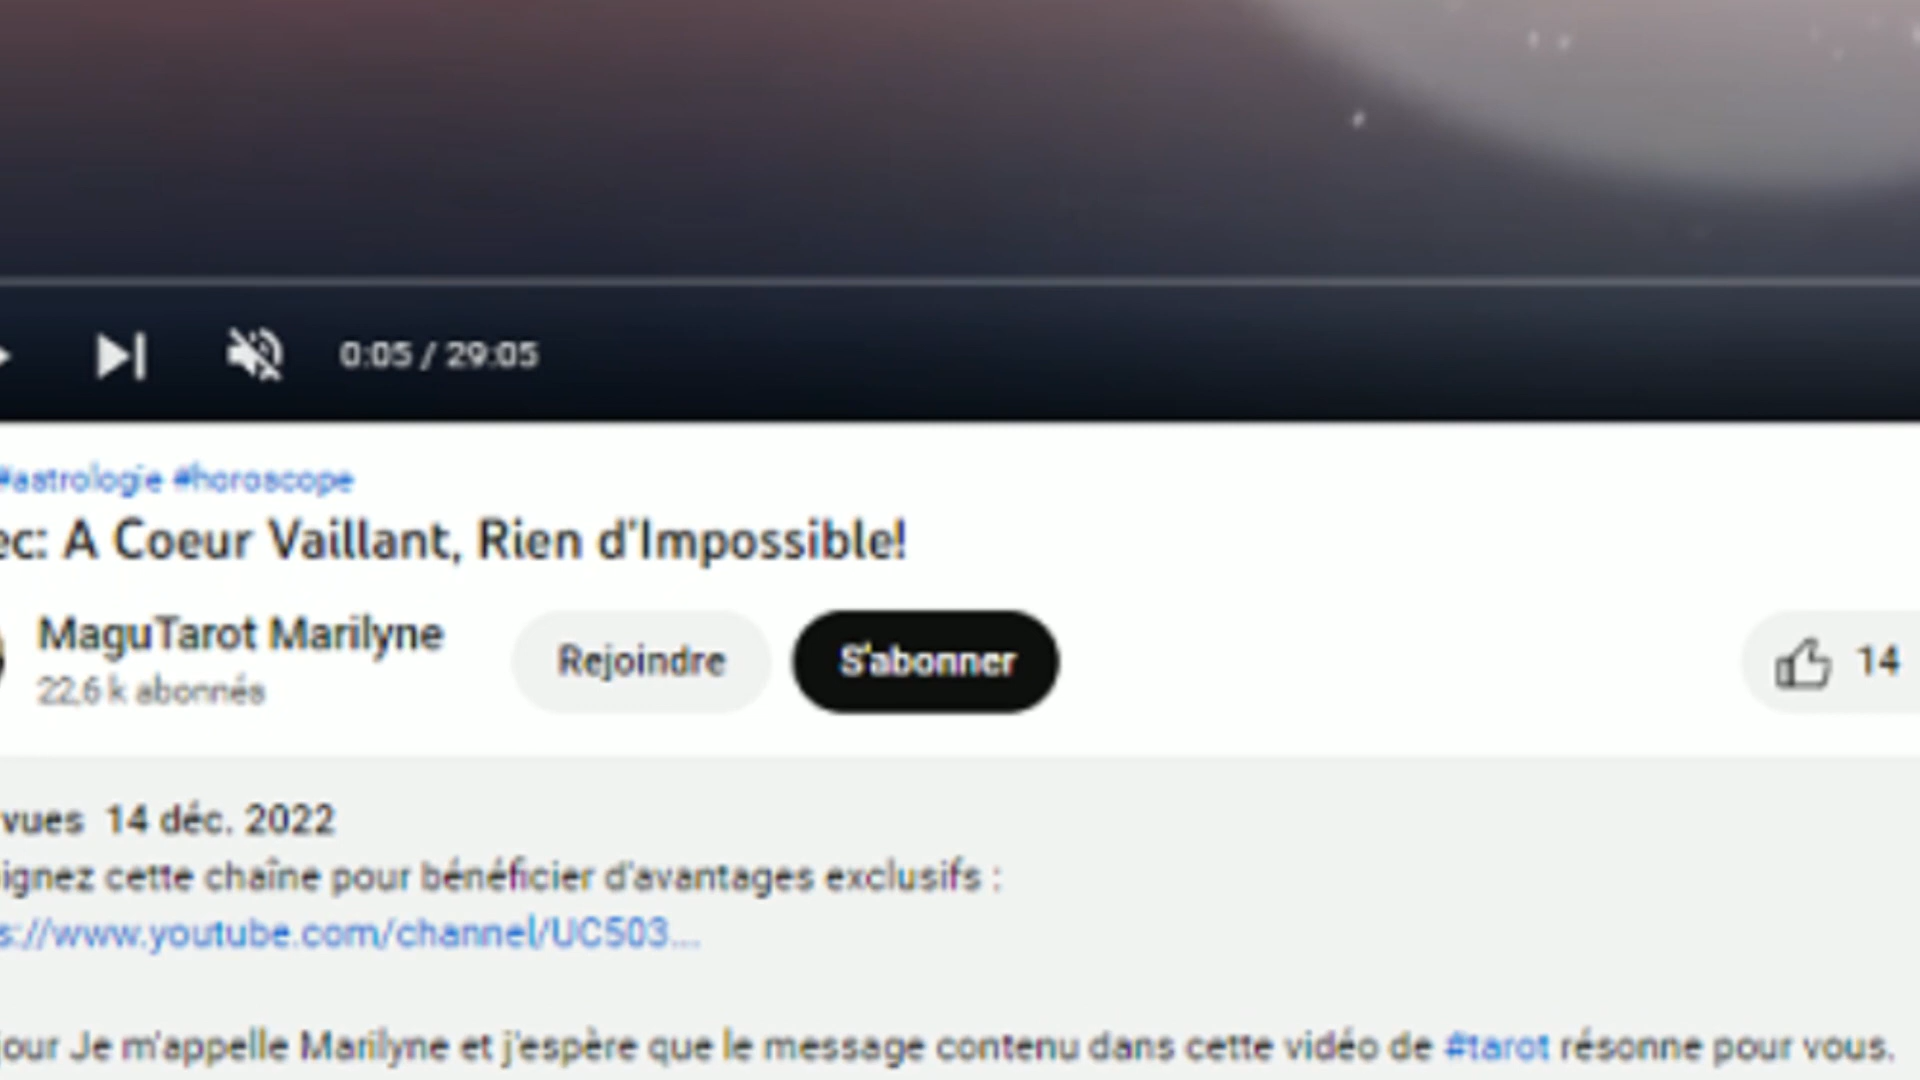 0:05 / 29:05
#astrologie #horoscope
ec: A Coeur Vaillant, Rien d'Impossible!
MaguTarot Marilyne
Rejoindre
S'abonner
14
22,6 k abonnés
vues 14 déc. 2022
ignez cette chaîne pour bénéficier d'avantages exclusifs :
s://www.youtube.com/channel/UC503...
jour Je m'appelle Marilyne et j'espère que le message contenu dans cette vidéo de #tarot résonne pour vous.